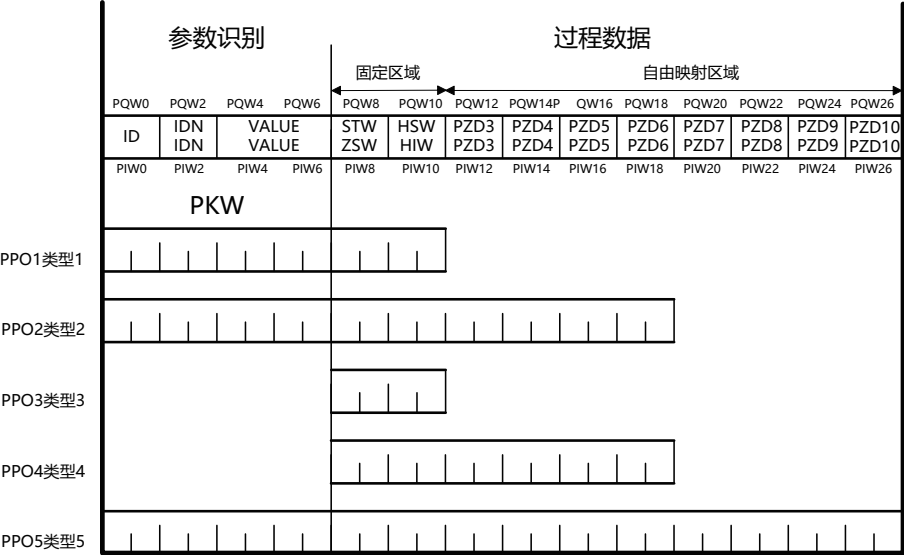 参数识别 过程数据
固定区域 自由映射区域
PQW0 PQW2 PQW4 PQW6 PQW8 PQW10 PQW12 PQW14P QW16 PQW18 PQW20 PQW22 PQW24 PQW26
ID IDN VALUE STW HSW PZD3 PZD4 PZD5 PZD6 PZD7 PZD8 PZD9 PZD10
IDN VALUE ZSW HIW PZD3 PZD4 PZD5 PZD6 PZD7 PZD8 PZD9 PZD10
PIW0 PIW2 PIW4 PIW6 PIW8 PIW10 PIW12 PIW14 PIW16 PIW18 PIW20 PIW22 PIW24 PIW26
PKW
PPO1类型1
PPO2类型2
PPO3类型3
PPO4类型4
PPO5类型5